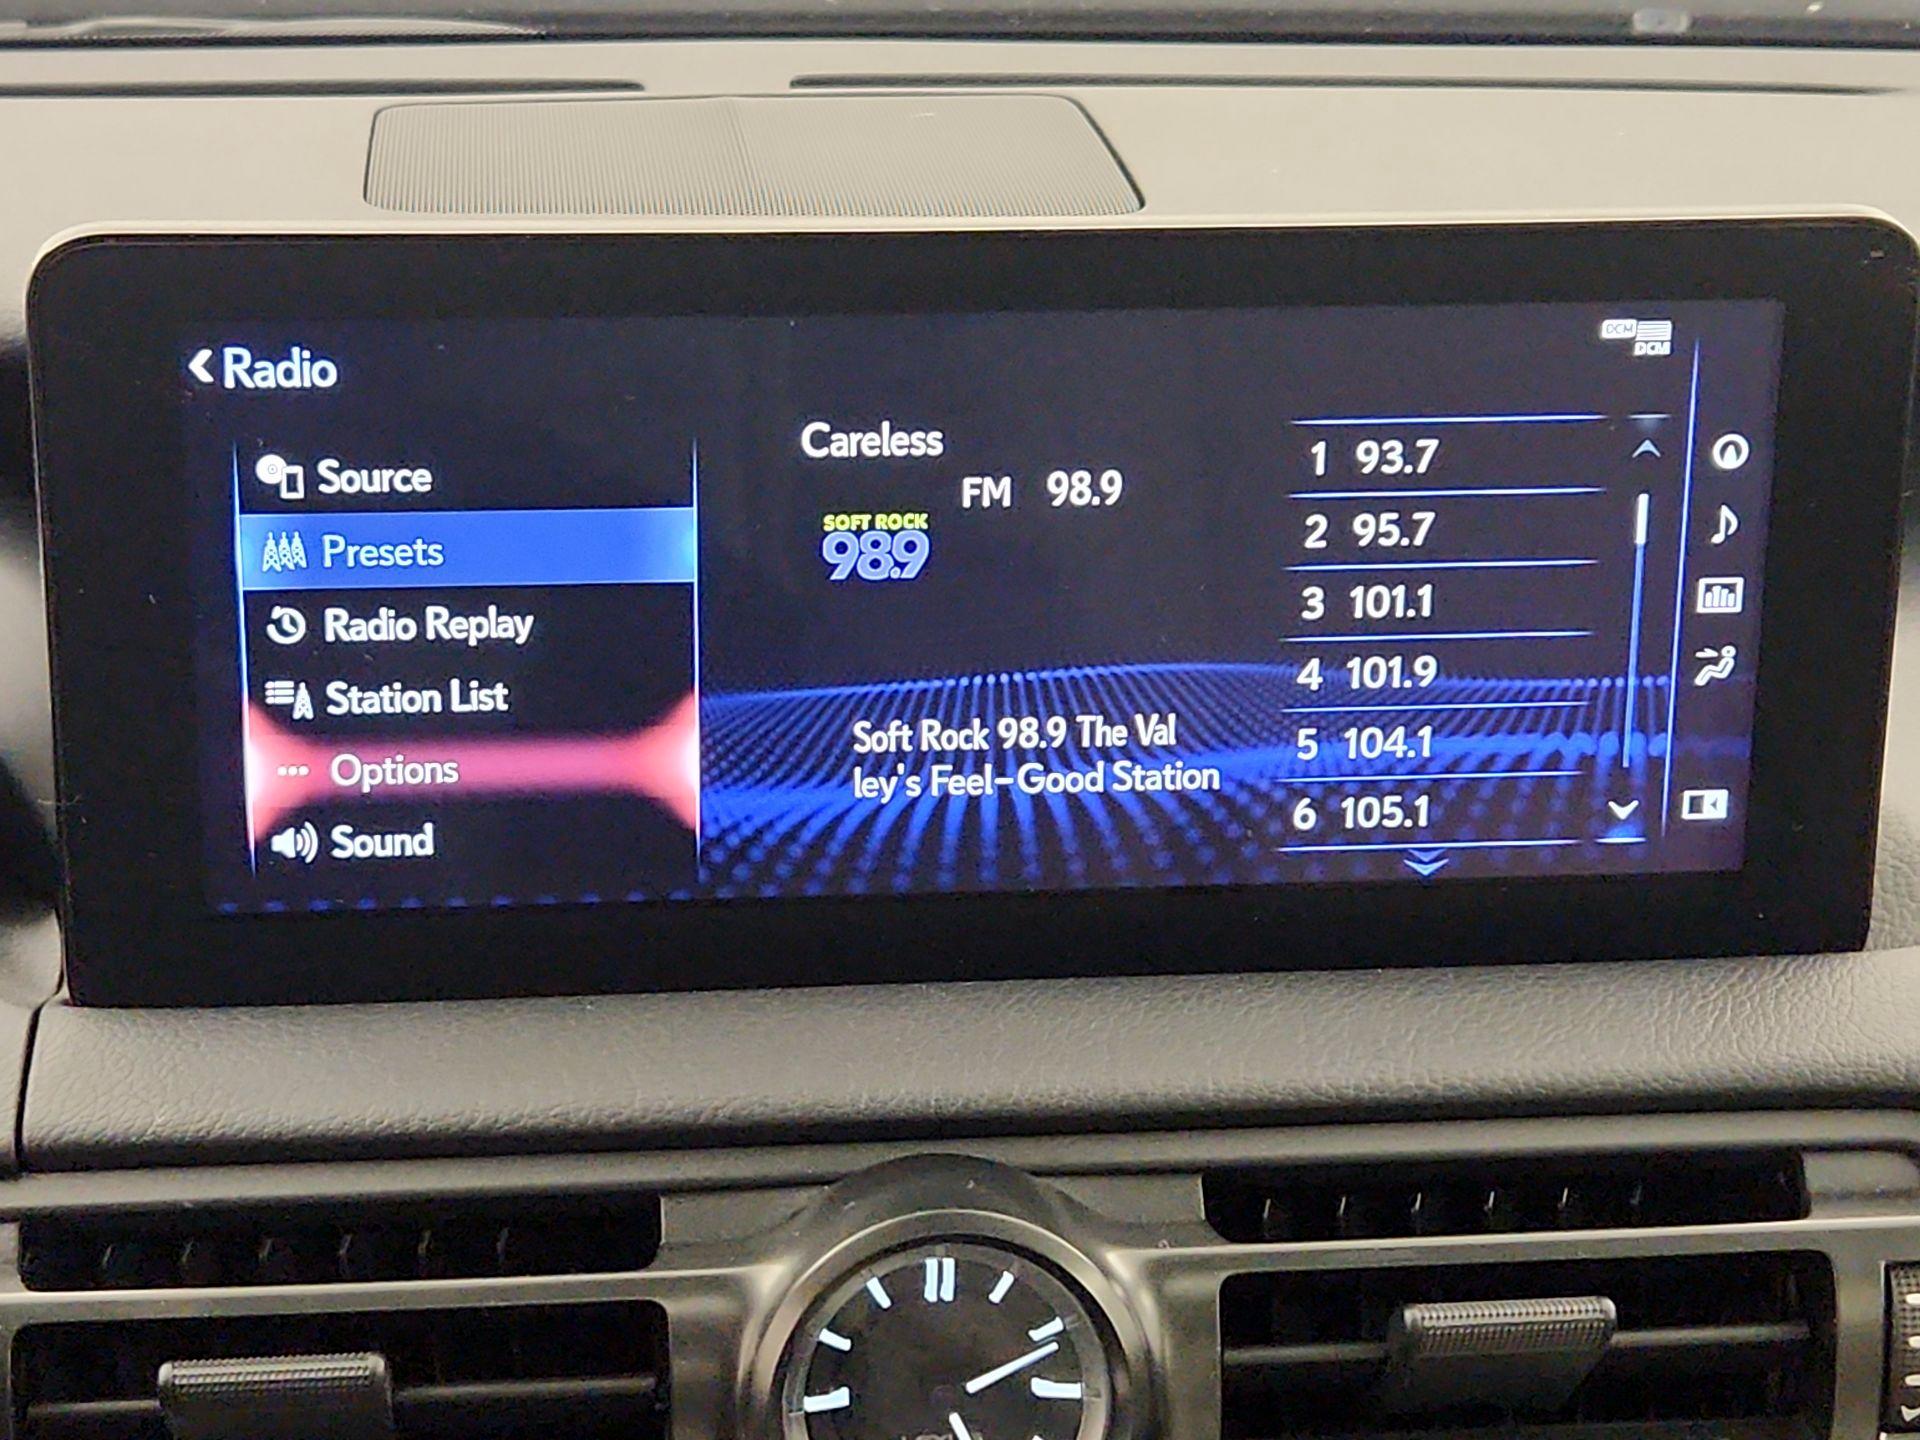 DCM
DCM
Radio
Source
Presets
Radio Replay
Station List
Options
Sound
Careless
FM 98.9
SOFT ROCK
98.9
Soft Rock 98.9 The Val
ley's Feel-Good Station
1 93.7
2 95.7
3 101.1
4 101.9
5 104.1
6 105.1